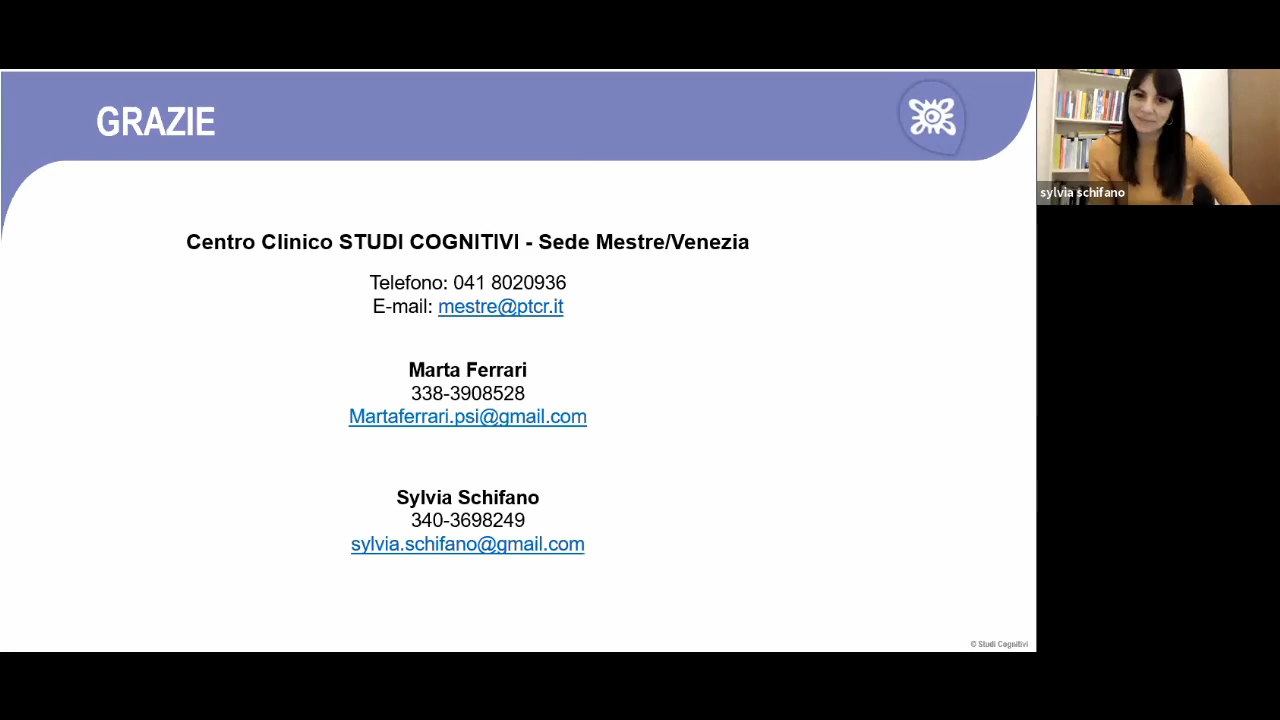 GRAZIE
sylvia schifano
Centro Clinico STUDI COGNITIVI - Sede Mestre/Venezia
Telefono: 041 8020936
E-mail: mestre@ptcr.it
Marta Ferrari
338-3908528
Martaferrari.psi@gmail.com
Sylvia Schifano
340-3698249
sylvia.schifano@gmail.com
© Studi Cognitivi